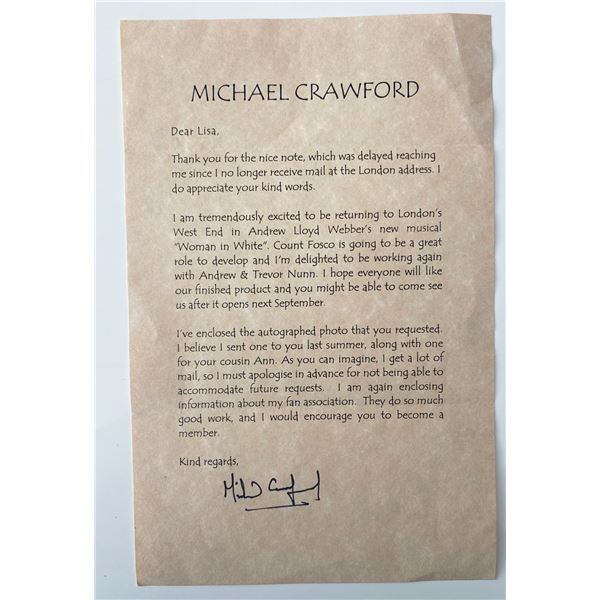 MICHAEL CRAWFORD
Dear Lisa,
Thank you for the nice note, which was delayed reaching
me since I no longer receive mail at the London address. I
do appreciate your kind words.
I am tremendously excited to be returning to London's
West End in Andrew Lloyd Webber's new musical
"Woman in White". Count Fosco is going to be a great
role to develop and I'm delighted to be working again
with Andrew & Trevor Nunn. I hope everyone will like
our finished product and you might be able to come see
us after it opens next September.
I've enclosed the autographed photo that you requested.
I believe I sent one to you last summer, along with one
for your cousin Ann. As you can imagine, I get a lot of
mail, so I must apologise in advance for not being able to
accommodate future requests. I am again enclosing
information about my fan association. They do so much
good work, and I would encourage you to become a
member.
Kind regards,
Michael Crawford